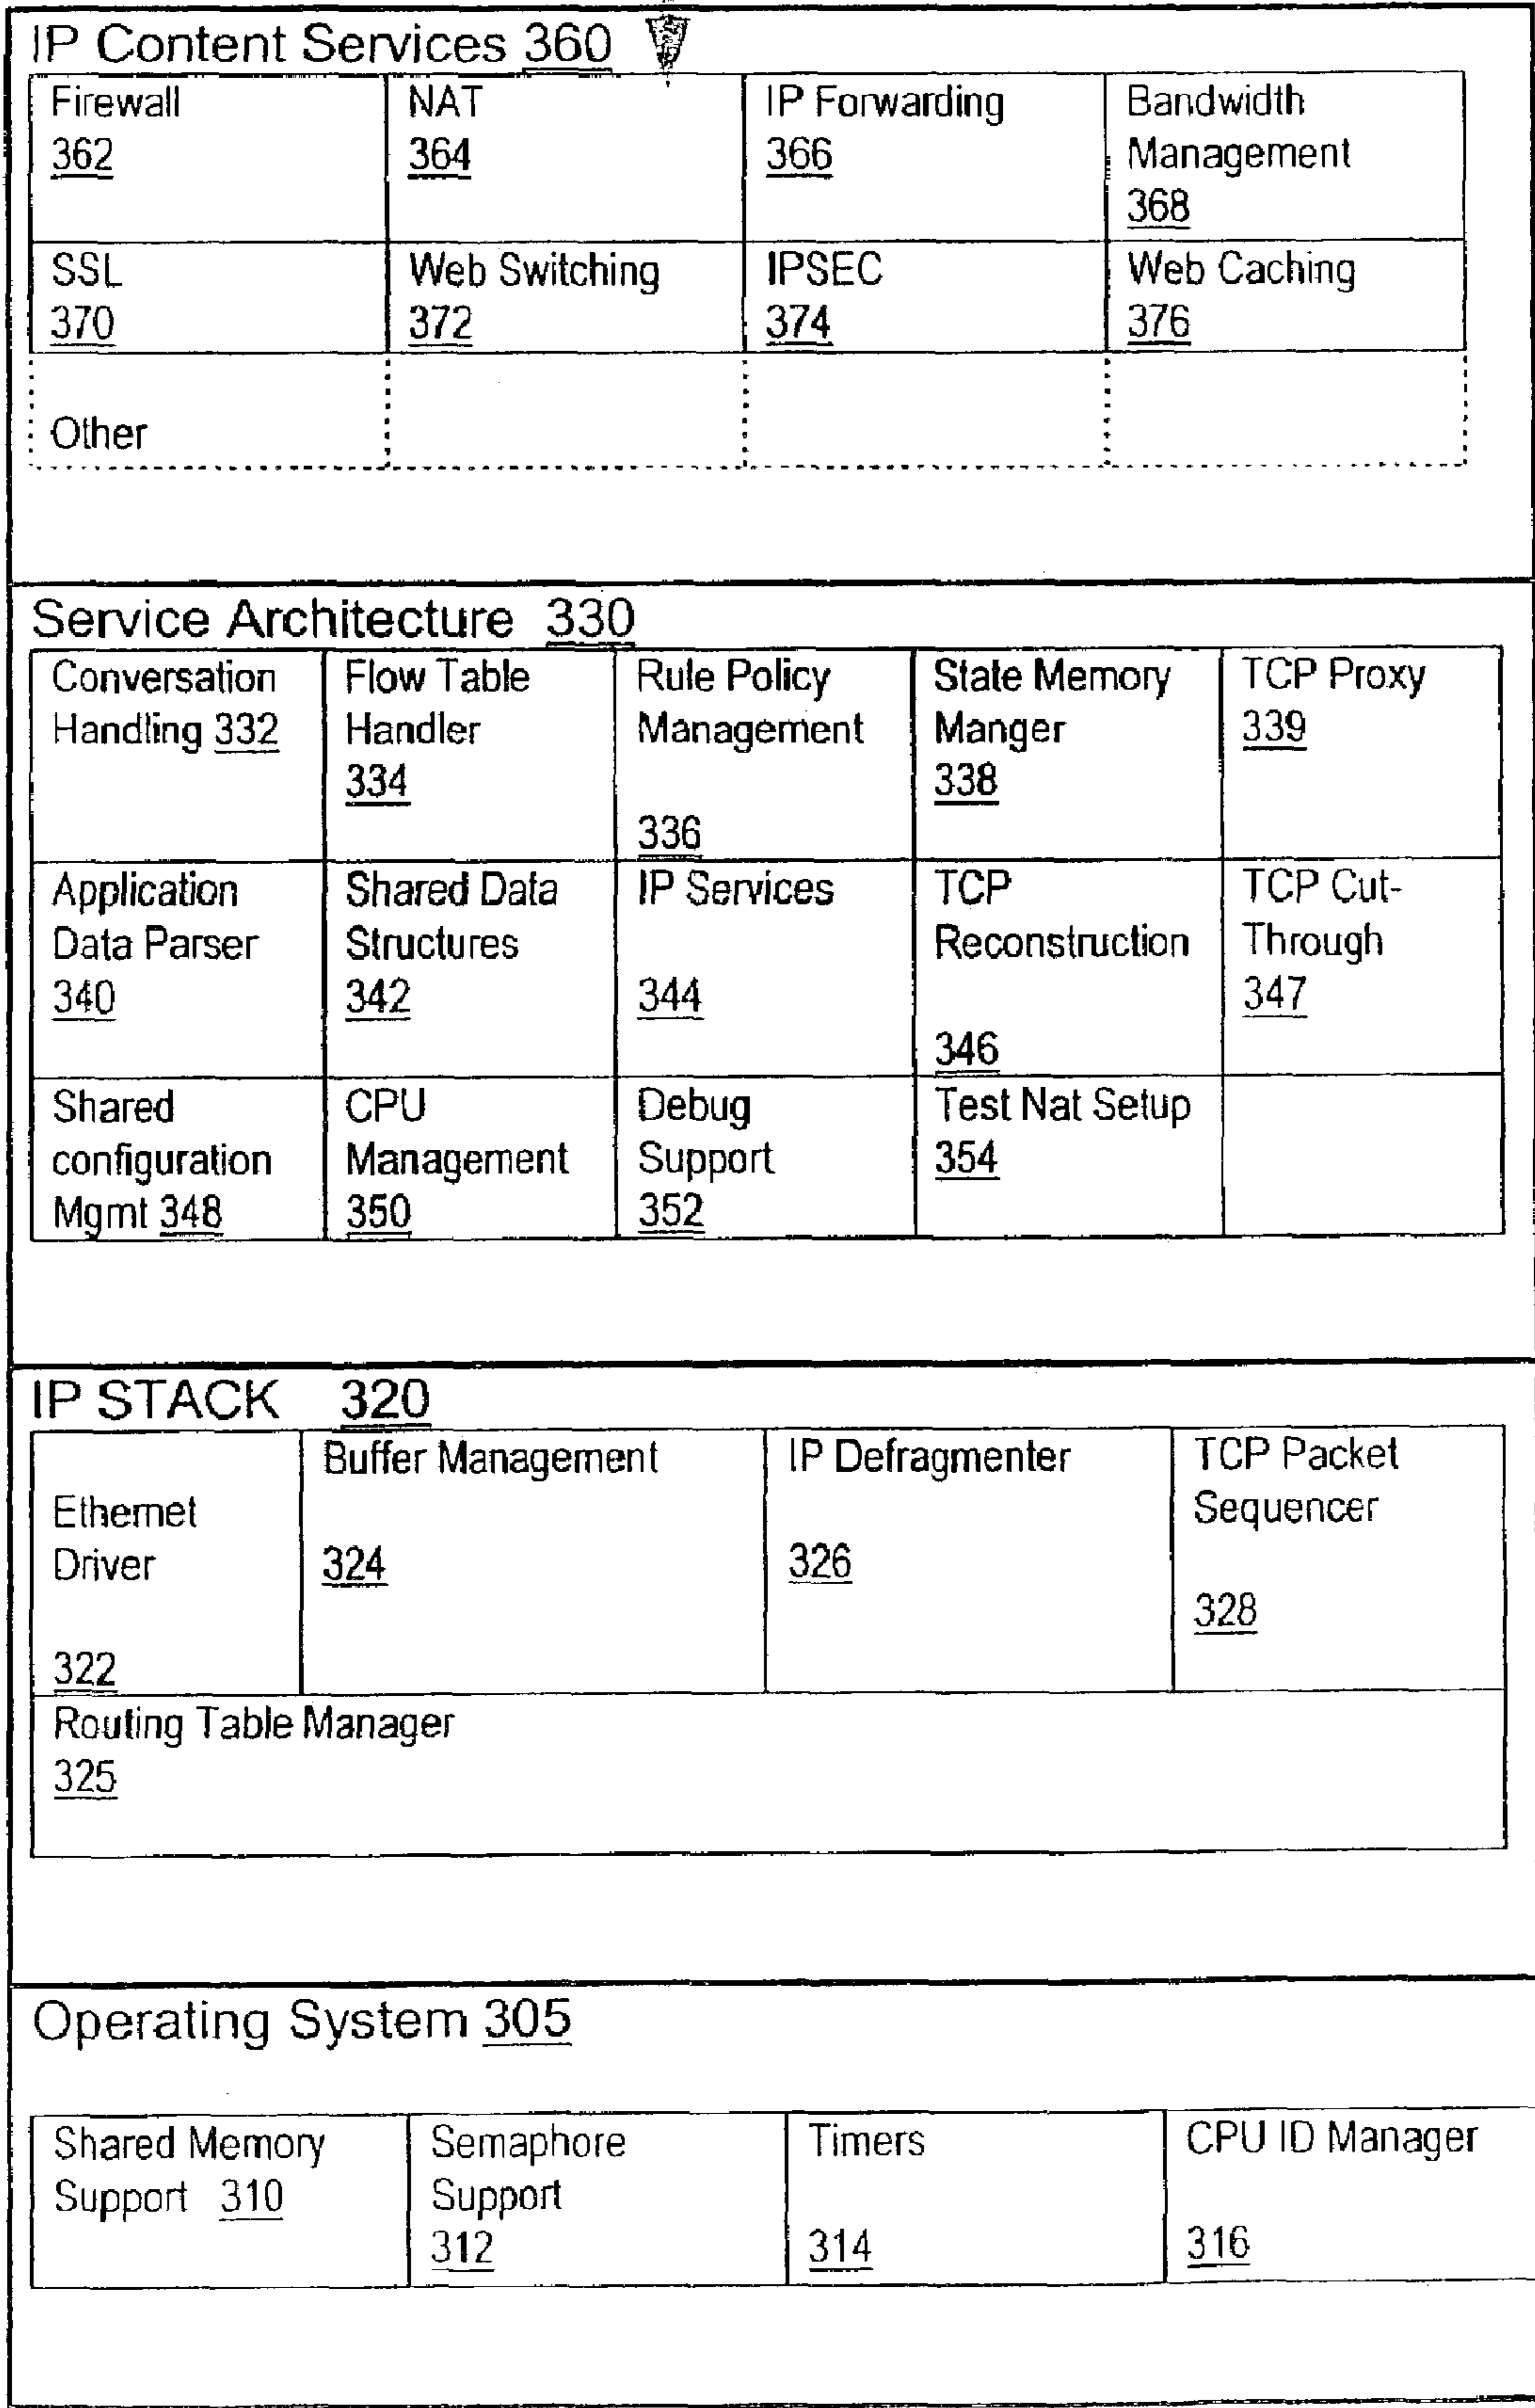 IP Content Services 360
Firewall
362
NAT
364
IP Forwarding
366
Bandwidth
Management
368
SSL
370
Web Switching
372
IPSEC
374
Web Caching
376
Other
Service Architecture 330
Conversation
Handling 332
Flow Table
Handler
334
Rule Policy
Management
336
State Memory
Manger
338
TCP Proxy
339
Application
Data Parser
340
Shared Data
Structures
342
IP Services
344
TCP
Reconstruction
346
TCP Cut-
Through
347
Shared
configuration
Mgmt 348
CPU
Management
350
Debug
Support
352
Test Nat Setup
354
IP STACK 320
Ethernet
Driver
322
Buffer Management
324
IP Defragmenter
326
TCP Packet
Sequencer
328
Routing Table Manager
325
Operating System 305
Shared Memory
Support 310
Semaphore
Support
312
Timers
314
CPU ID Manager
316